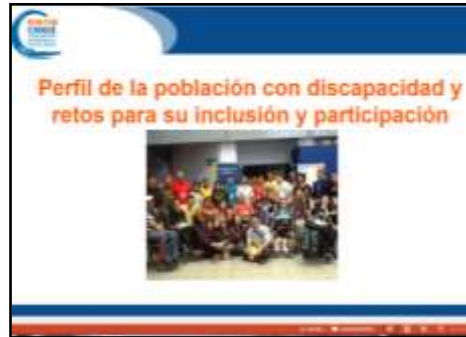 Perfil de la población con discapacidad y
retos para su inclusión y participación